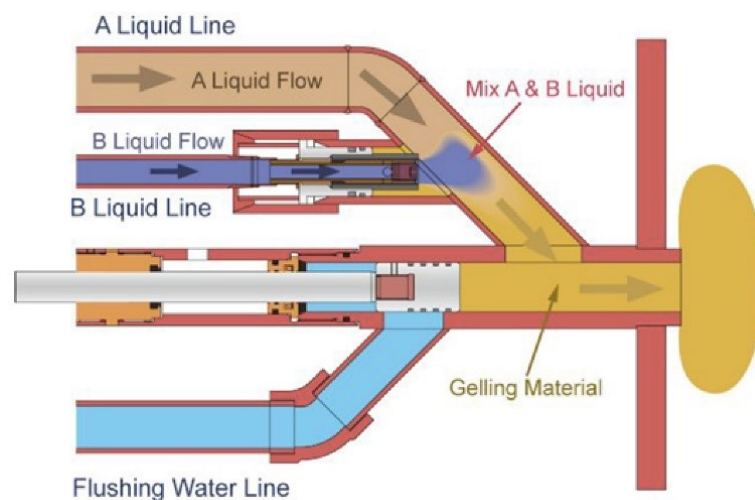 A Liquid Line
A Liquid Flow
Mix A & B Liquid
B Liquid Flow
B Liquid Line
Gelling Material
Flushing Water Line